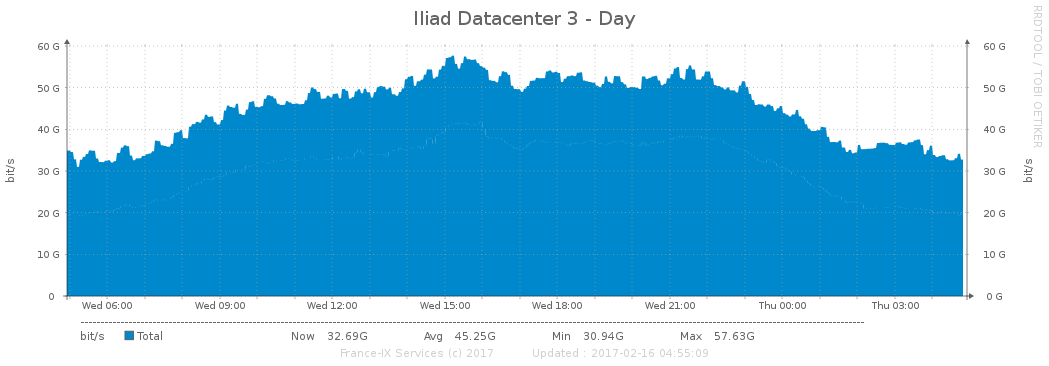 Iliad Datacenter 3 - Day
RRDTOOL / TOBI OETIKER
60 G 60 G
50 G 50 G
40 G 40 G
30 G 30 G
20 G 20 G
10 G 10 G
0 0 G
bit/s bit/s
Wed 06:00 Wed 09:00 Wed 12:00 Wed 15:00 Wed 18:00 Wed 21:00 Thu 00:00 Thu 03:00
bit/s Total Now 32.69G Avg 45.25G Min 30.94G Max 57.63G
France-IX Services (c) 2017 Updated : 2017-02-16 04:55:09